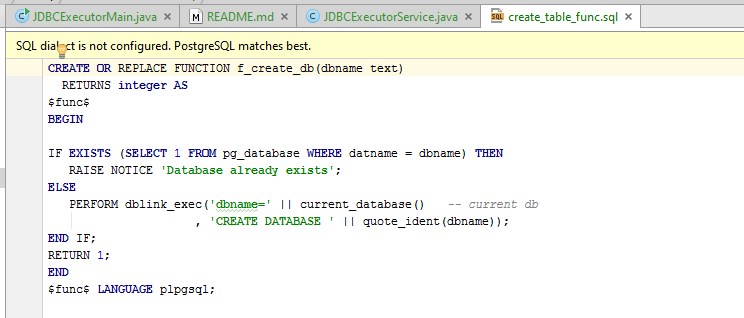 JDBCExecutorMain.java × README.md × JDBCExecutorService.java × create_table_func.sql ×
SQL dialect is not configured. PostgreSQL matches best.
CREATE OR REPLACE FUNCTION f_create_db(dbname text)
  RETURNS integer AS
$func$
BEGIN

IF EXISTS (SELECT 1 FROM pg_database WHERE datname = dbname) THEN
   RAISE NOTICE 'Database already exists';
ELSE
   PERFORM dblink_exec('dbname=' || current_database()   -- current db
                     , 'CREATE DATABASE ' || quote_ident(dbname));
END IF;
RETURN 1;
END
$func$ LANGUAGE plpgsql;